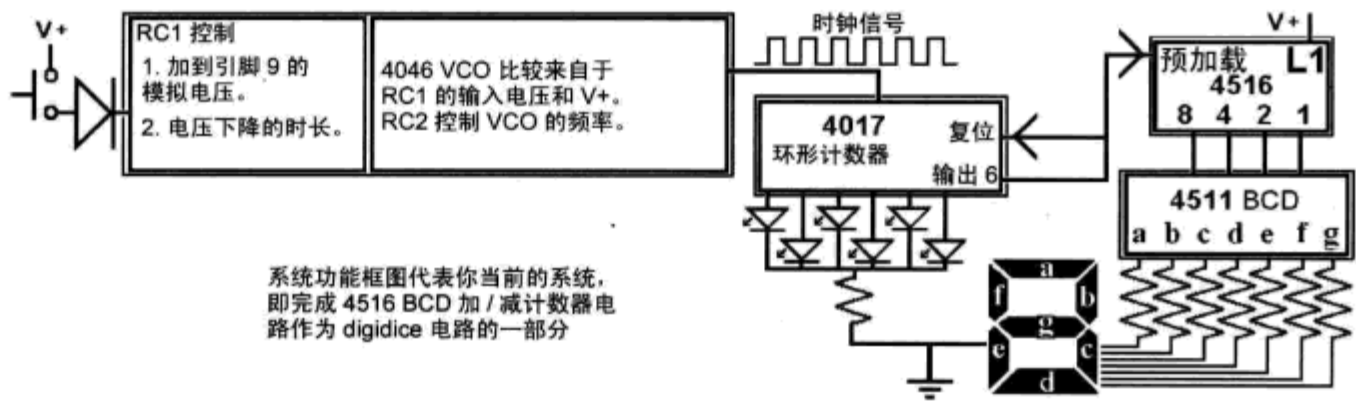 V+
RC1 控制
1. 加到引脚 9 的
模拟电压。
2. 电压下降的时长。
4046 VCO 比较来自于
RC1 的输入电压和 V+。
RC2 控制 VCO 的频率。
时钟信号
4017
环形计数器
复位
输出 6
V+
预加载 L1
4516
8 4 2 1
4511 BCD
a b c d e f g
a
f b
g
e c
d
系统功能框图代表你当前的系统，
即完成 4516 BCD 加 / 减计数器电
路作为 digidice 电路的一部分